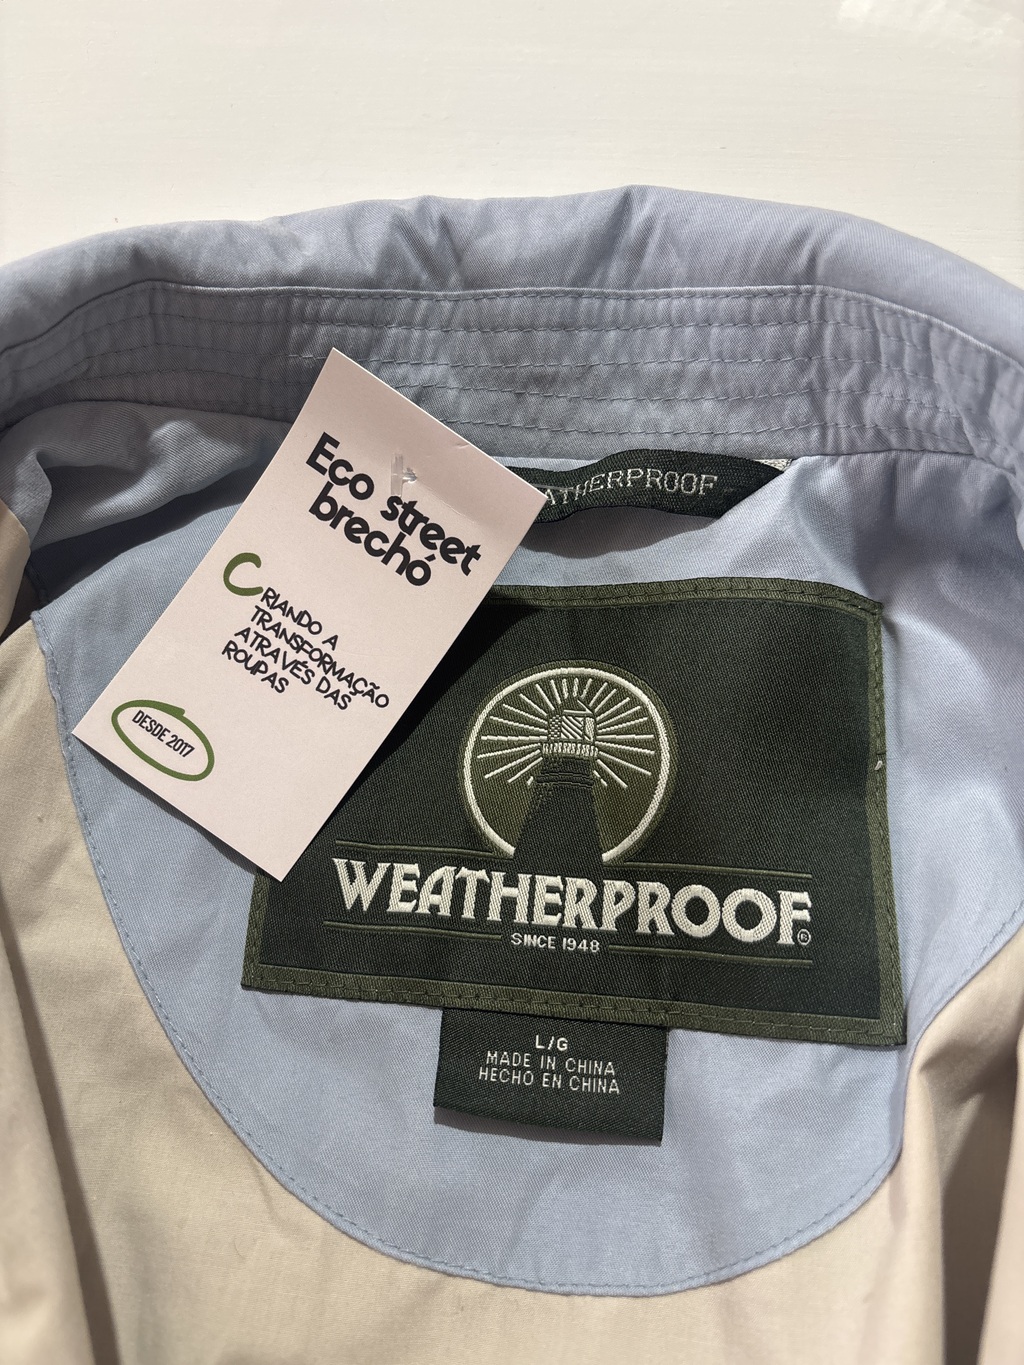 Eco street
brechó
CRIANDO A
TRANSFORMAÇÃO
ATRAVÉS DAS
ROUPAS
DESDE 2017
WEATHERPROOF®
SINCE 1948
L/G
MADE IN CHINA
HECHO EN CHINA